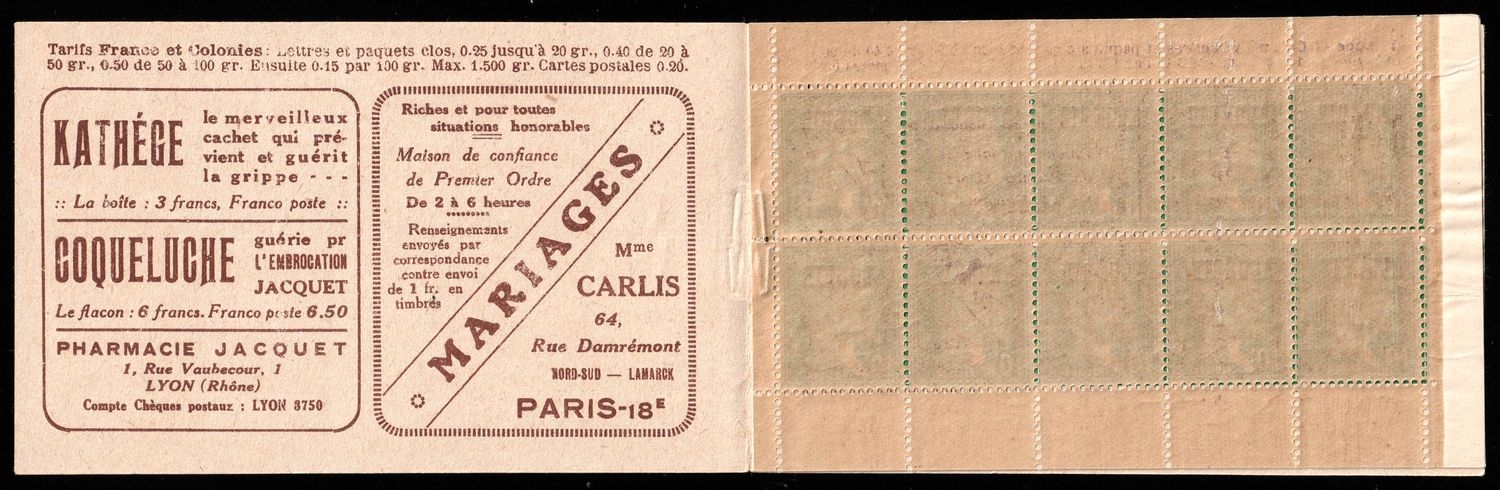 Tarifs France et Colonies : Lettres et paquets clos, 0.25 jusqu'à 20 gr., 0.40 de 20 à
50 gr., 0.50 de 50 à 100 gr. Ensuite 0.15 par 100 gr. Max. 1.500 gr. Cartes postales 0.20.
KATHÉGE
le merveilleux
cachet qui pré-
vient et guérit
la grippe - - -
:: La boîte : 3 francs, Franco poste ::
COQUELUCHE
guérie pr
L'EMBROCATION
JACQUET
Le flacon : 6 francs. Franco poste 6.50
PHARMACIE JACQUET
1, Rue Vaubecour, 1
LYON (Rhône)
Compte Chèques postaux : LYON 3750
Riches et pour toutes
situations honorables
Maison de confiance
de Premier Ordre
De 2 à 6 heures
Renseignements
envoyés par
correspondance
contre envoi
de 1 fr. en
timbrés
MARIAGES
Mme
CARLIS
64,
Rue Damrémont
NORD-SUD — LAMARCK
PARIS-18E